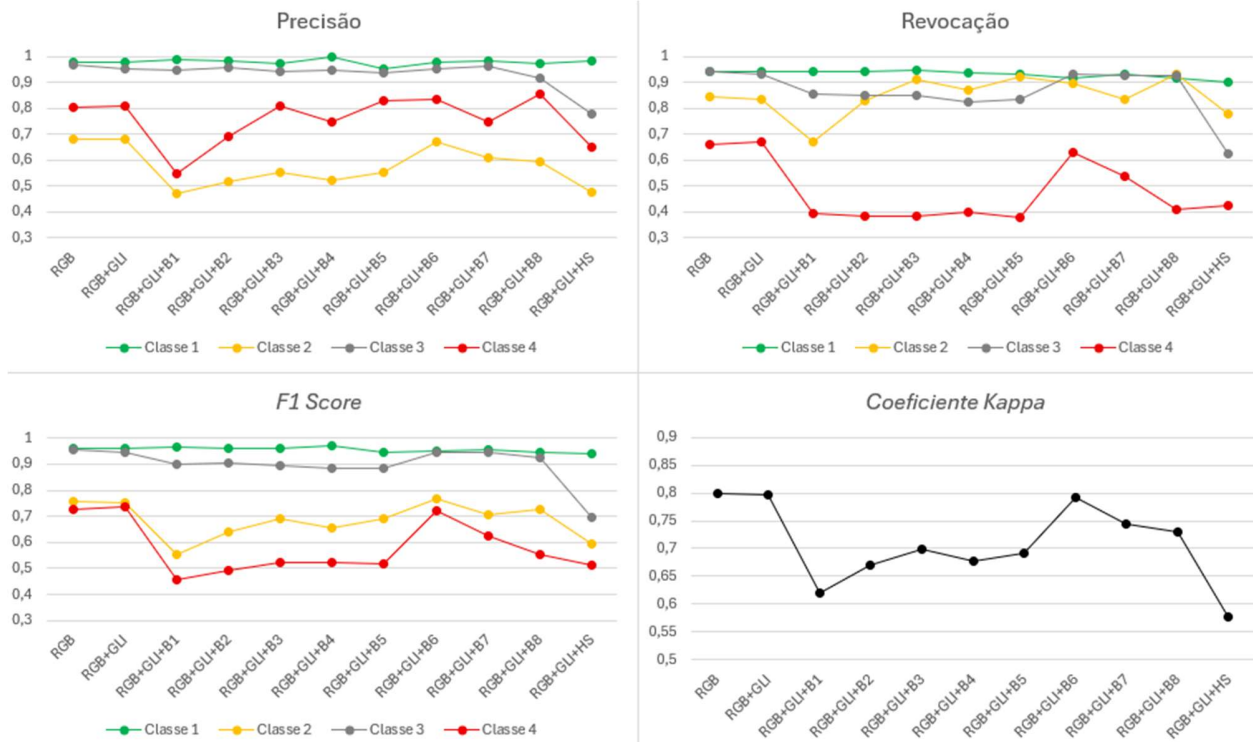 Precisão
1
0,9
0,8
0,7
0,6
0,5
0,4
0,3
RGB
RGB+GLI
RGB+GLI+B1
RGB+GLI+B2
RGB+GLI+B3
RGB+GLI+B4
RGB+GLI+B5
RGB+GLI+B6
RGB+GLI+B7
RGB+GLI+B8
RGB+GLI+HS
Classe 1 Classe 2 Classe 3 Classe 4
Revocação
1
0,9
0,8
0,7
0,6
0,5
0,4
0,3
RGB
RGB+GLI
RGB+GLI+B1
RGB+GLI+B2
RGB+GLI+B3
RGB+GLI+B4
RGB+GLI+B5
RGB+GLI+B6
RGB+GLI+B7
RGB+GLI+B8
RGB+GLI+HS
Classe 1 Classe 2 Classe 3 Classe 4
F1 Score
1
0,9
0,8
0,7
0,6
0,5
0,4
0,3
RGB
RGB+GLI
RGB+GLI+B1
RGB+GLI+B2
RGB+GLI+B3
RGB+GLI+B4
RGB+GLI+B5
RGB+GLI+B6
RGB+GLI+B7
RGB+GLI+B8
RGB+GLI+HS
Classe 1 Classe 2 Classe 3 Classe 4
Coeficiente Kappa
0,9
0,85
0,8
0,75
0,7
0,65
0,6
0,55
0,5
RGB
RGB+GLI
RGB+GLI+B1
RGB+GLI+B2
RGB+GLI+B3
RGB+GLI+B4
RGB+GLI+B5
RGB+GLI+B6
RGB+GLI+B7
RGB+GLI+B8
RGB+GLI+HS